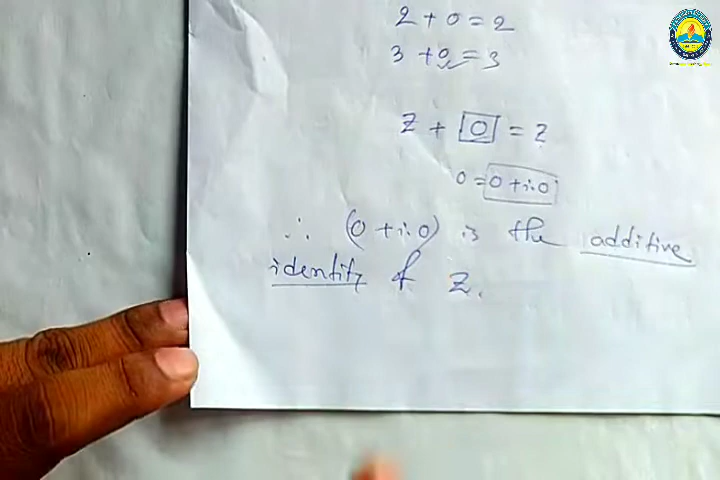 2 + 0 = 2
3 + 0 = 3
z + 0 = z
0 = 0 + i.0
∴ (0 + i.0) is the additive
identity of z.